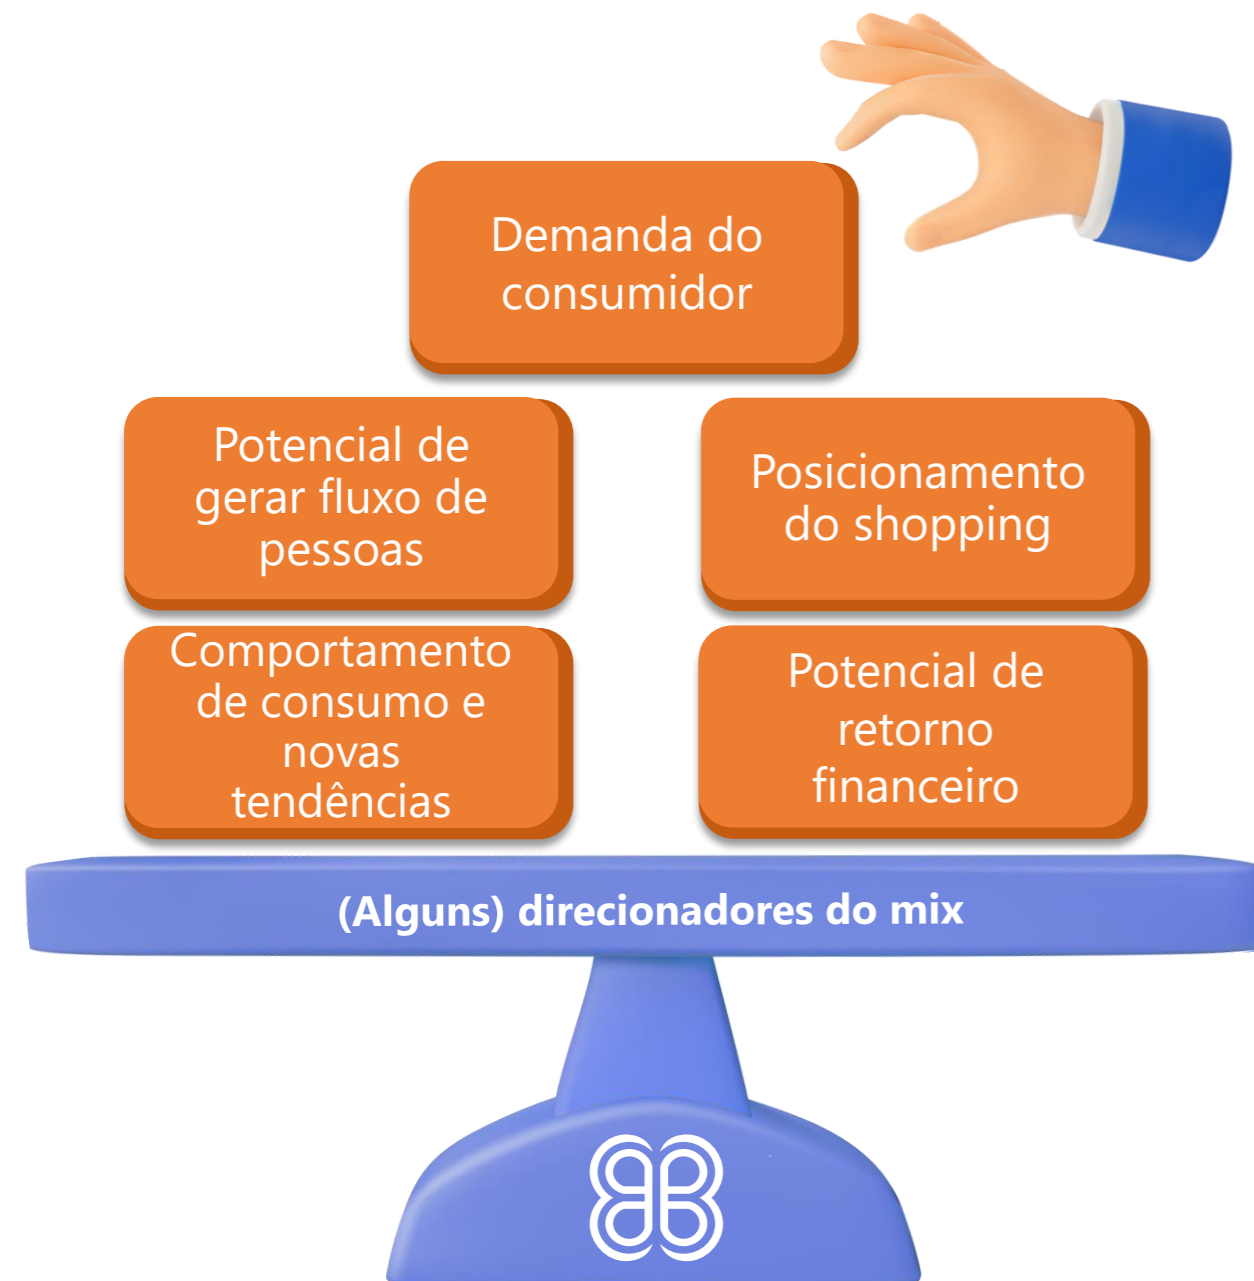 Demanda do
consumidor
Potencial de
gerar fluxo de
pessoas
Posicionamento
do shopping
Comportamento
de consumo e
novas
tendências
Potencial de
retorno
financeiro
(Alguns) direcionadores do mix